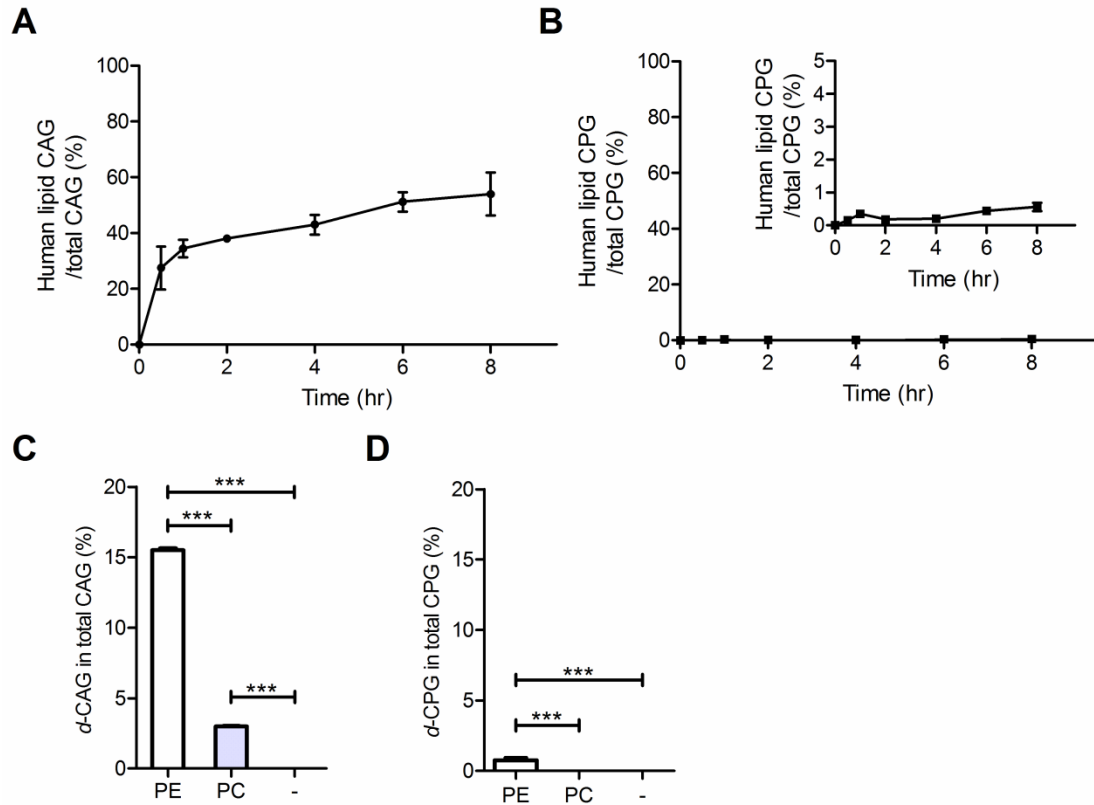 A
Human lipid CAG
/total CAG (%)
100
80
60
40
20
0
0 2 4 6 8
Time (hr)
B
Human lipid CPG
/total CPG (%)
100
80
60
40
20
0
0 2 4 6 8
Time (hr)
Human lipid CPG
/total CPG (%)
5
4
3
2
1
0
0 2 4 6 8
Time (hr)
C
d-CAG in total CAG (%)
20
15
10
5
0
***
***
***
PE PC -
D
d-CPG in total CPG (%)
20
15
10
5
0
***
***
PE PC -